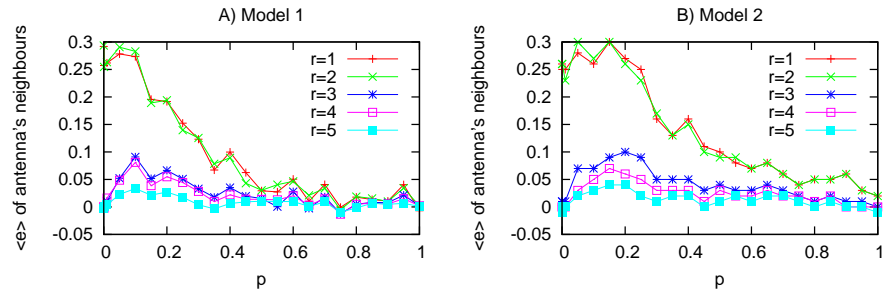 A) Model 1
<e> of antenna's neighbours
0.3
0.25
0.2
0.15
0.1
0.05
0
-0.05
r=1
r=2
r=3
r=4
r=5
0 0.2 0.4 0.6 0.8 1
p
B) Model 2
<e> of antenna's neighbours
0.3
0.25
0.2
0.15
0.1
0.05
0
-0.05
r=1
r=2
r=3
r=4
r=5
0 0.2 0.4 0.6 0.8 1
p